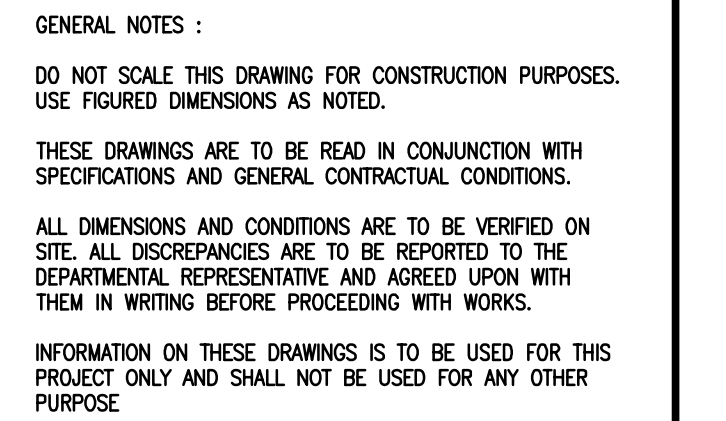 GENERAL NOTES :
DO NOT SCALE THIS DRAWING FOR CONSTRUCTION PURPOSES.
USE FIGURED DIMENSIONS AS NOTED.
THESE DRAWINGS ARE TO BE READ IN CONJUNCTION WITH
SPECIFICATIONS AND GENERAL CONTRACTUAL CONDITIONS.
ALL DIMENSIONS AND CONDITIONS ARE TO BE VERIFIED ON
SITE. ALL DISCREPANCIES ARE TO BE REPORTED TO THE
DEPARTMENTAL REPRESENTATIVE AND AGREED UPON WITH
THEM IN WRITING BEFORE PROCEEDING WITH WORKS.
INFORMATION ON THESE DRAWINGS IS TO BE USED FOR THIS
PROJECT ONLY AND SHALL NOT BE USED FOR ANY OTHER
PURPOSE